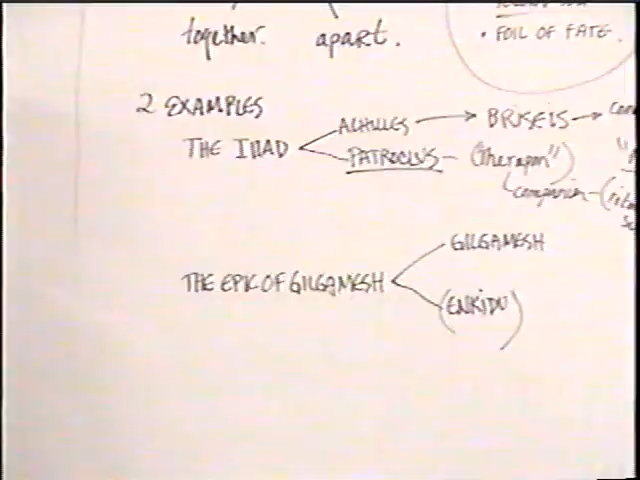 together. apart.
• FOIL OF FATE.
2 EXAMPLES
THE ILIAD
ACHILLES → BRISEIS →
PATROCLUS - ("therapon")
companion - (
THE EPIC OF GILGAMESH
GILGAMESH
(ENKIDU)